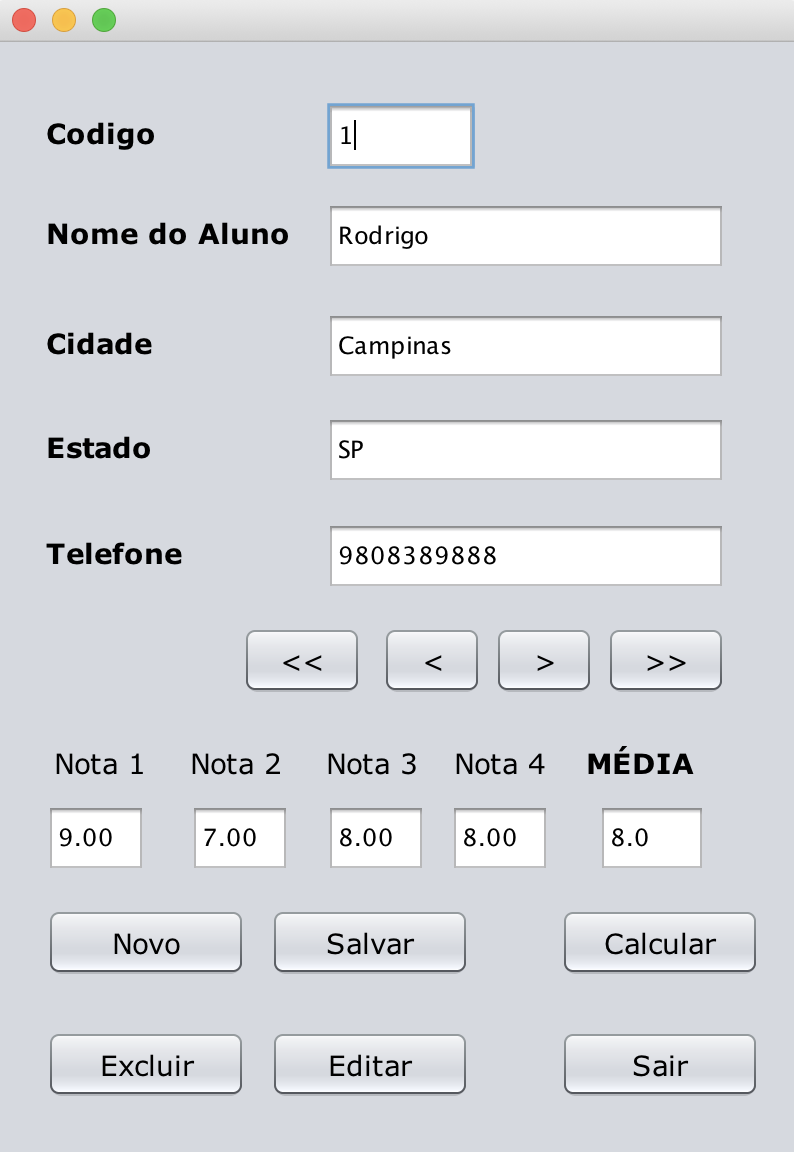 Codigo 1
Nome do Aluno Rodrigo
Cidade Campinas
Estado SP
Telefone 9808389888
<< < > >>
Nota 1 Nota 2 Nota 3 Nota 4 MÉDIA
9.00 7.00 8.00 8.00 8.0
Novo Salvar Calcular
Excluir Editar Sair